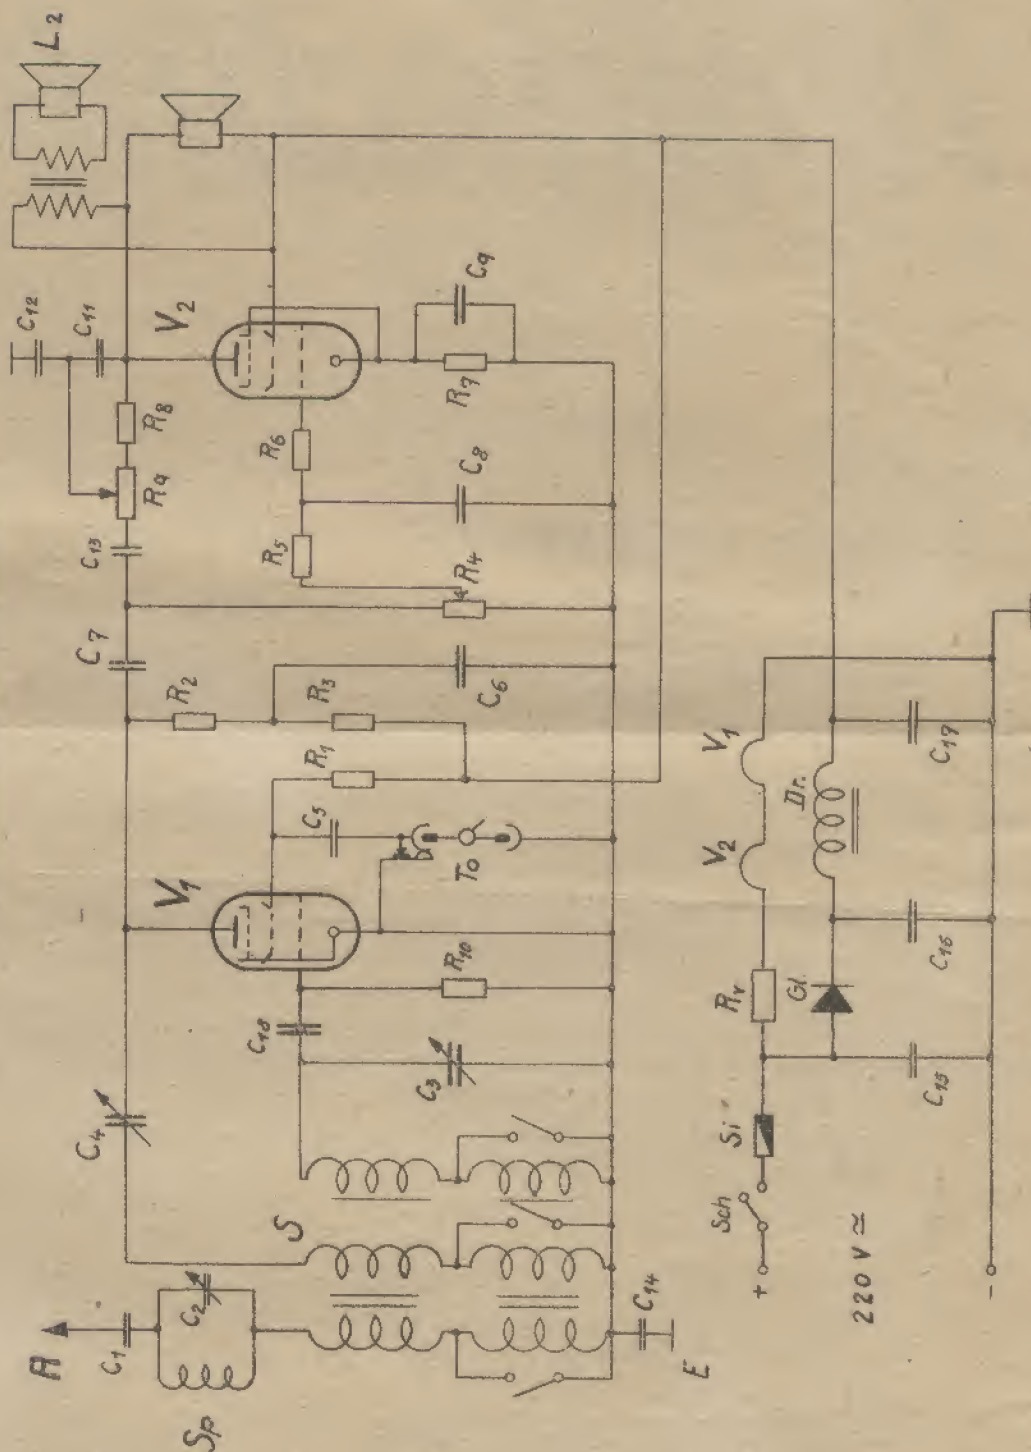 A
Sp
C1
C2
S
C4
C7
C13
R9
R8
C12
C11
L2
V1
V2
C18
C3
R10
C5
To
R1
R2
R3
C6
R4
R5
R6
C8
R7
C9
E
C14
220 V ≂
+
-
Sch
Si
Rv
Gl.
V2
V1
Dr.
C15
C16
C17